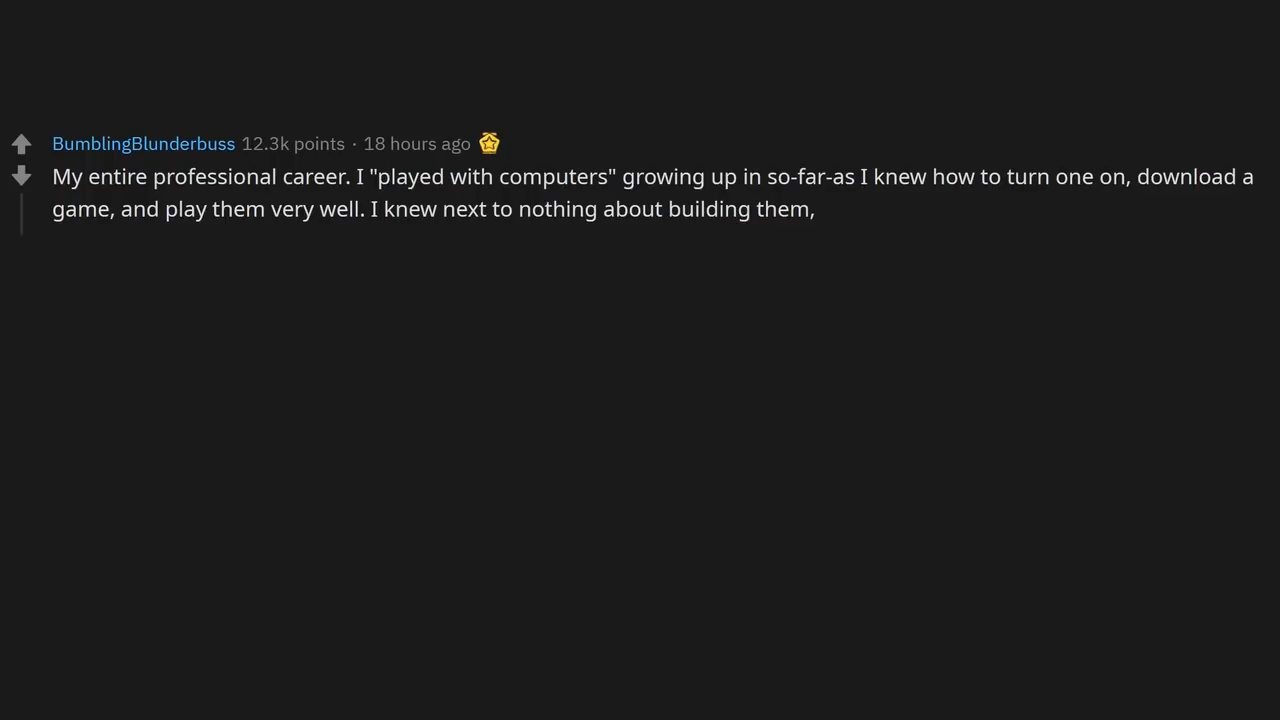 BumblingBlunderbuss 12.3k points · 18 hours ago
My entire professional career. I "played with computers" growing up in so-far-as I knew how to turn one on, download a
game, and play them very well. I knew next to nothing about building them,